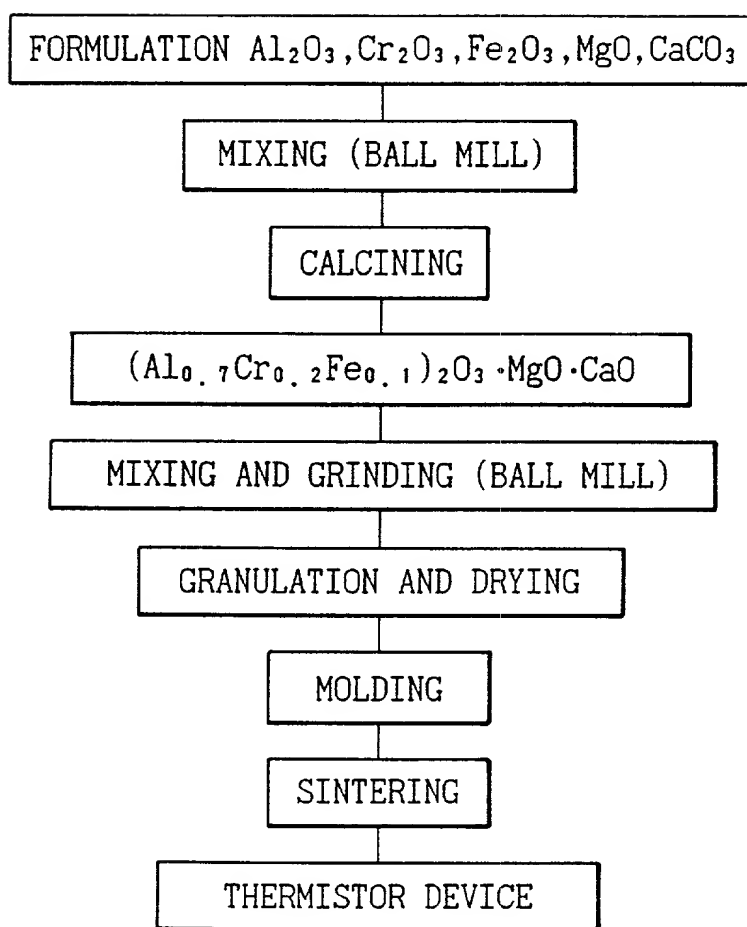 FORMULATION Al₂O₃,Cr₂O₃,Fe₂O₃,MgO,CaCO₃
MIXING (BALL MILL)
CALCINING
(Al₀.₇Cr₀.₂Fe₀.₁)₂O₃·MgO·CaO
MIXING AND GRINDING (BALL MILL)
GRANULATION AND DRYING
MOLDING
SINTERING
THERMISTOR DEVICE